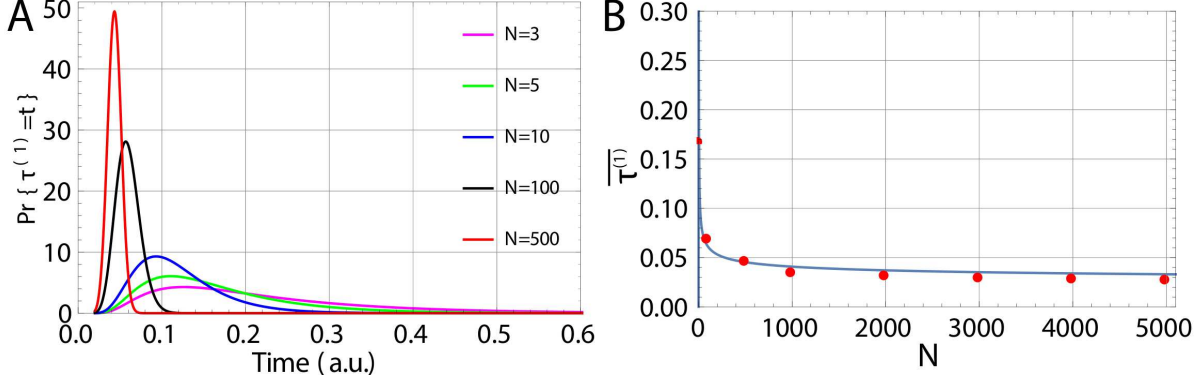 A
Pr { τ⁽¹⁾ =t }
50
40
30
20
10
0
0.0
0.1
0.2
0.3
0.4
0.5
0.6
Time ( a.u.)
N=3
N=5
N=10
N=100
N=500
B
τ⁽¹⁾
0.30
0.25
0.20
0.15
0.10
0.05
0.00
0
1000
2000
3000
4000
5000
N